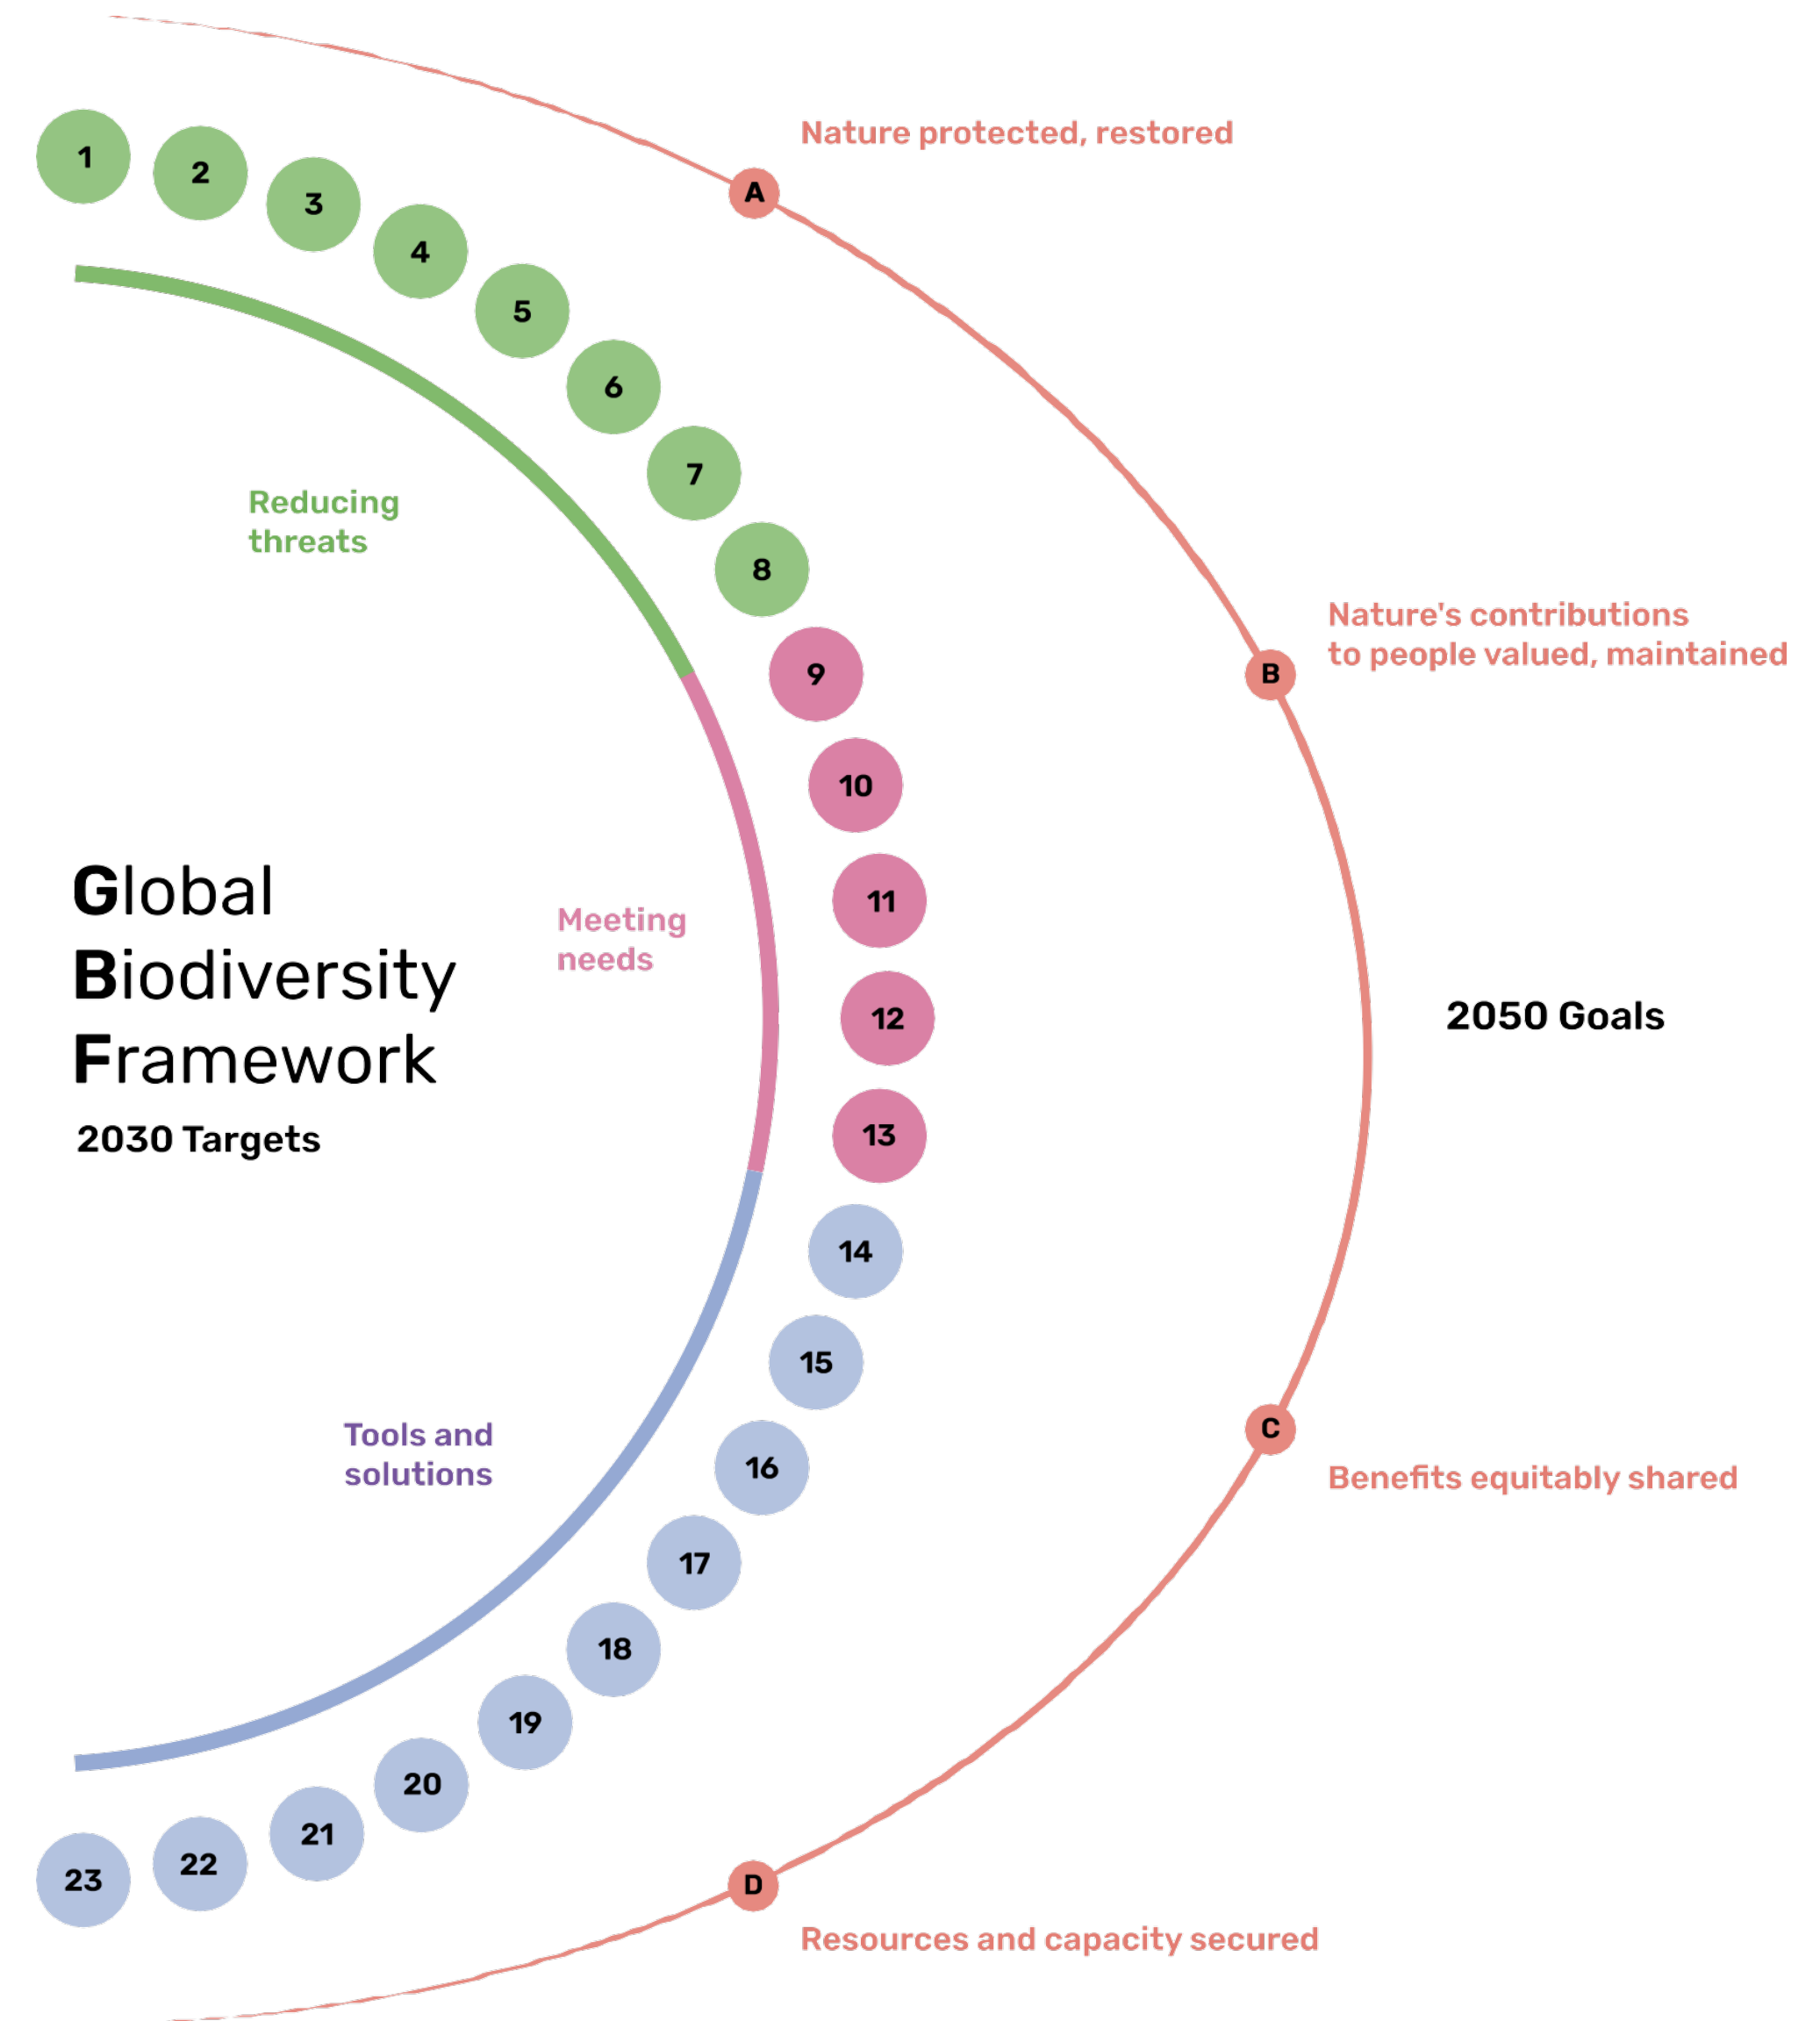 Nature protected, restored
A
1
2
3
4
5
6
7
8
9
10
11
12
13
14
15
16
17
18
19
20
21
22
23
Reducing
threats
Meeting
needs
Tools and
solutions
Global
Biodiversity
Framework
2030 Targets
Nature's contributions
to people valued, maintained
B
2050 Goals
C
Benefits equitably shared
D
Resources and capacity secured